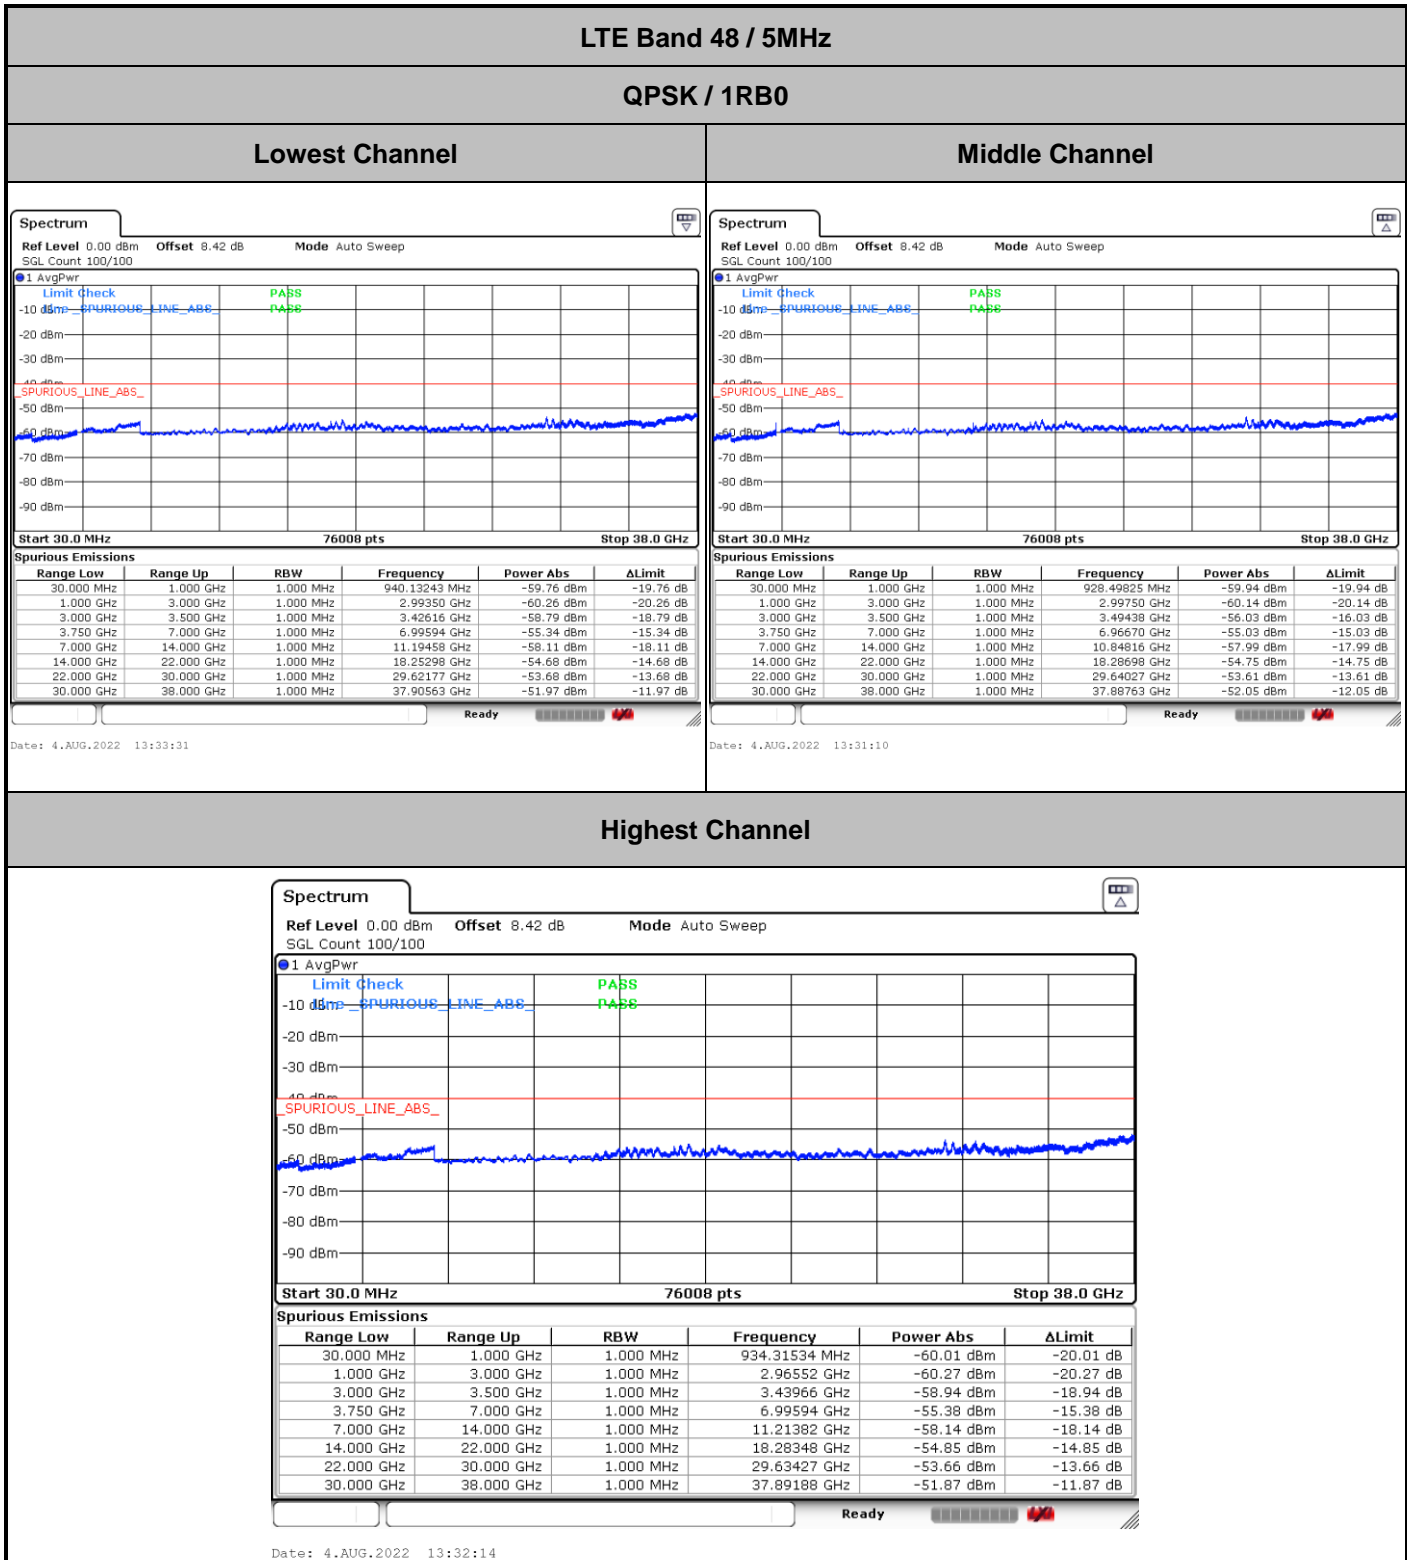 LTE Band 48 / 5MHz
QPSK / 1RB0
Lowest Channel
Middle Channel
Spectrum
Ref Level 0.00 dBm Offset 8.42 dB Mode Auto Sweep
SGL Count 100/100
1 AvgPwr
Limit Check PASS
Line _SPURIOUS_LINE_ABS_ PASS
-10 dBm
-20 dBm
-30 dBm
-40 dBm
_SPURIOUS_LINE_ABS_
-50 dBm
-60 dBm
-70 dBm
-80 dBm
-90 dBm
Start 30.0 MHz 76008 pts Stop 38.0 GHz
Spurious Emissions
Range Low Range Up RBW Frequency Power Abs ΔLimit
30.000 MHz 1.000 GHz 1.000 MHz 940.13243 MHz -59.76 dBm -19.76 dB
1.000 GHz 3.000 GHz 1.000 MHz 2.99350 GHz -60.26 dBm -20.26 dB
3.000 GHz 3.500 GHz 1.000 MHz 3.42616 GHz -58.79 dBm -18.79 dB
3.750 GHz 7.000 GHz 1.000 MHz 6.99594 GHz -55.34 dBm -15.34 dB
7.000 GHz 14.000 GHz 1.000 MHz 11.19458 GHz -58.11 dBm -18.11 dB
14.000 GHz 22.000 GHz 1.000 MHz 18.25298 GHz -54.68 dBm -14.68 dB
22.000 GHz 30.000 GHz 1.000 MHz 29.62177 GHz -53.68 dBm -13.68 dB
30.000 GHz 38.000 GHz 1.000 MHz 37.90563 GHz -51.97 dBm -11.97 dB
Ready
Date: 4.AUG.2022 13:33:31
Spectrum
Ref Level 0.00 dBm Offset 8.42 dB Mode Auto Sweep
SGL Count 100/100
1 AvgPwr
Limit Check PASS
Line _SPURIOUS_LINE_ABS_ PASS
-10 dBm
-20 dBm
-30 dBm
-40 dBm
_SPURIOUS_LINE_ABS_
-50 dBm
-60 dBm
-70 dBm
-80 dBm
-90 dBm
Start 30.0 MHz 76008 pts Stop 38.0 GHz
Spurious Emissions
Range Low Range Up RBW Frequency Power Abs ΔLimit
30.000 MHz 1.000 GHz 1.000 MHz 928.49825 MHz -59.94 dBm -19.94 dB
1.000 GHz 3.000 GHz 1.000 MHz 2.99750 GHz -60.14 dBm -20.14 dB
3.000 GHz 3.500 GHz 1.000 MHz 3.49438 GHz -56.03 dBm -16.03 dB
3.750 GHz 7.000 GHz 1.000 MHz 6.96670 GHz -55.03 dBm -15.03 dB
7.000 GHz 14.000 GHz 1.000 MHz 10.84816 GHz -57.99 dBm -17.99 dB
14.000 GHz 22.000 GHz 1.000 MHz 18.28698 GHz -54.75 dBm -14.75 dB
22.000 GHz 30.000 GHz 1.000 MHz 29.64027 GHz -53.61 dBm -13.61 dB
30.000 GHz 38.000 GHz 1.000 MHz 37.88763 GHz -52.05 dBm -12.05 dB
Ready
Date: 4.AUG.2022 13:31:10
Highest Channel
Spectrum
Ref Level 0.00 dBm Offset 8.42 dB Mode Auto Sweep
SGL Count 100/100
1 AvgPwr
Limit Check PASS
Line _SPURIOUS_LINE_ABS_ PASS
-10 dBm
-20 dBm
-30 dBm
-40 dBm
_SPURIOUS_LINE_ABS_
-50 dBm
-60 dBm
-70 dBm
-80 dBm
-90 dBm
Start 30.0 MHz 76008 pts Stop 38.0 GHz
Spurious Emissions
Range Low Range Up RBW Frequency Power Abs ΔLimit
30.000 MHz 1.000 GHz 1.000 MHz 934.31534 MHz -60.01 dBm -20.01 dB
1.000 GHz 3.000 GHz 1.000 MHz 2.96552 GHz -60.27 dBm -20.27 dB
3.000 GHz 3.500 GHz 1.000 MHz 3.43966 GHz -58.94 dBm -18.94 dB
3.750 GHz 7.000 GHz 1.000 MHz 6.99594 GHz -55.38 dBm -15.38 dB
7.000 GHz 14.000 GHz 1.000 MHz 11.21382 GHz -58.14 dBm -18.14 dB
14.000 GHz 22.000 GHz 1.000 MHz 18.28348 GHz -54.85 dBm -14.85 dB
22.000 GHz 30.000 GHz 1.000 MHz 29.63427 GHz -53.66 dBm -13.66 dB
30.000 GHz 38.000 GHz 1.000 MHz 37.89188 GHz -51.87 dBm -11.87 dB
Ready
Date: 4.AUG.2022 13:32:14